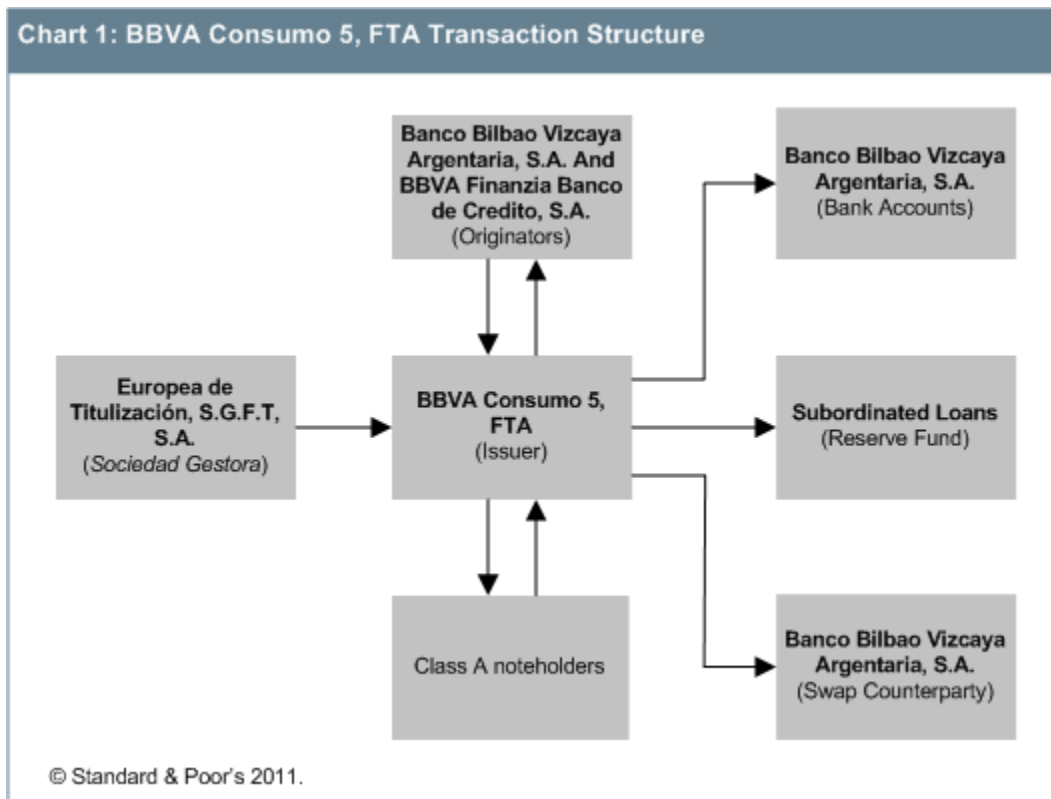 Chart 1: BBVA Consumo 5, FTA Transaction Structure
Banco Bilbao Vizcaya
Argentaria, S.A. And
BBVA Finanzia Banco
de Credito, S.A.
(Originators)
Banco Bilbao Vizcaya
Argentaria, S.A.
(Bank Accounts)
Europea de
Titulización, S.G.F.T,
S.A.
(Sociedad Gestora)
BBVA Consumo 5,
FTA
(Issuer)
Subordinated Loans
(Reserve Fund)
Class A noteholders
Banco Bilbao Vizcaya
Argentaria, S.A.
(Swap Counterparty)
© Standard & Poor's 2011.